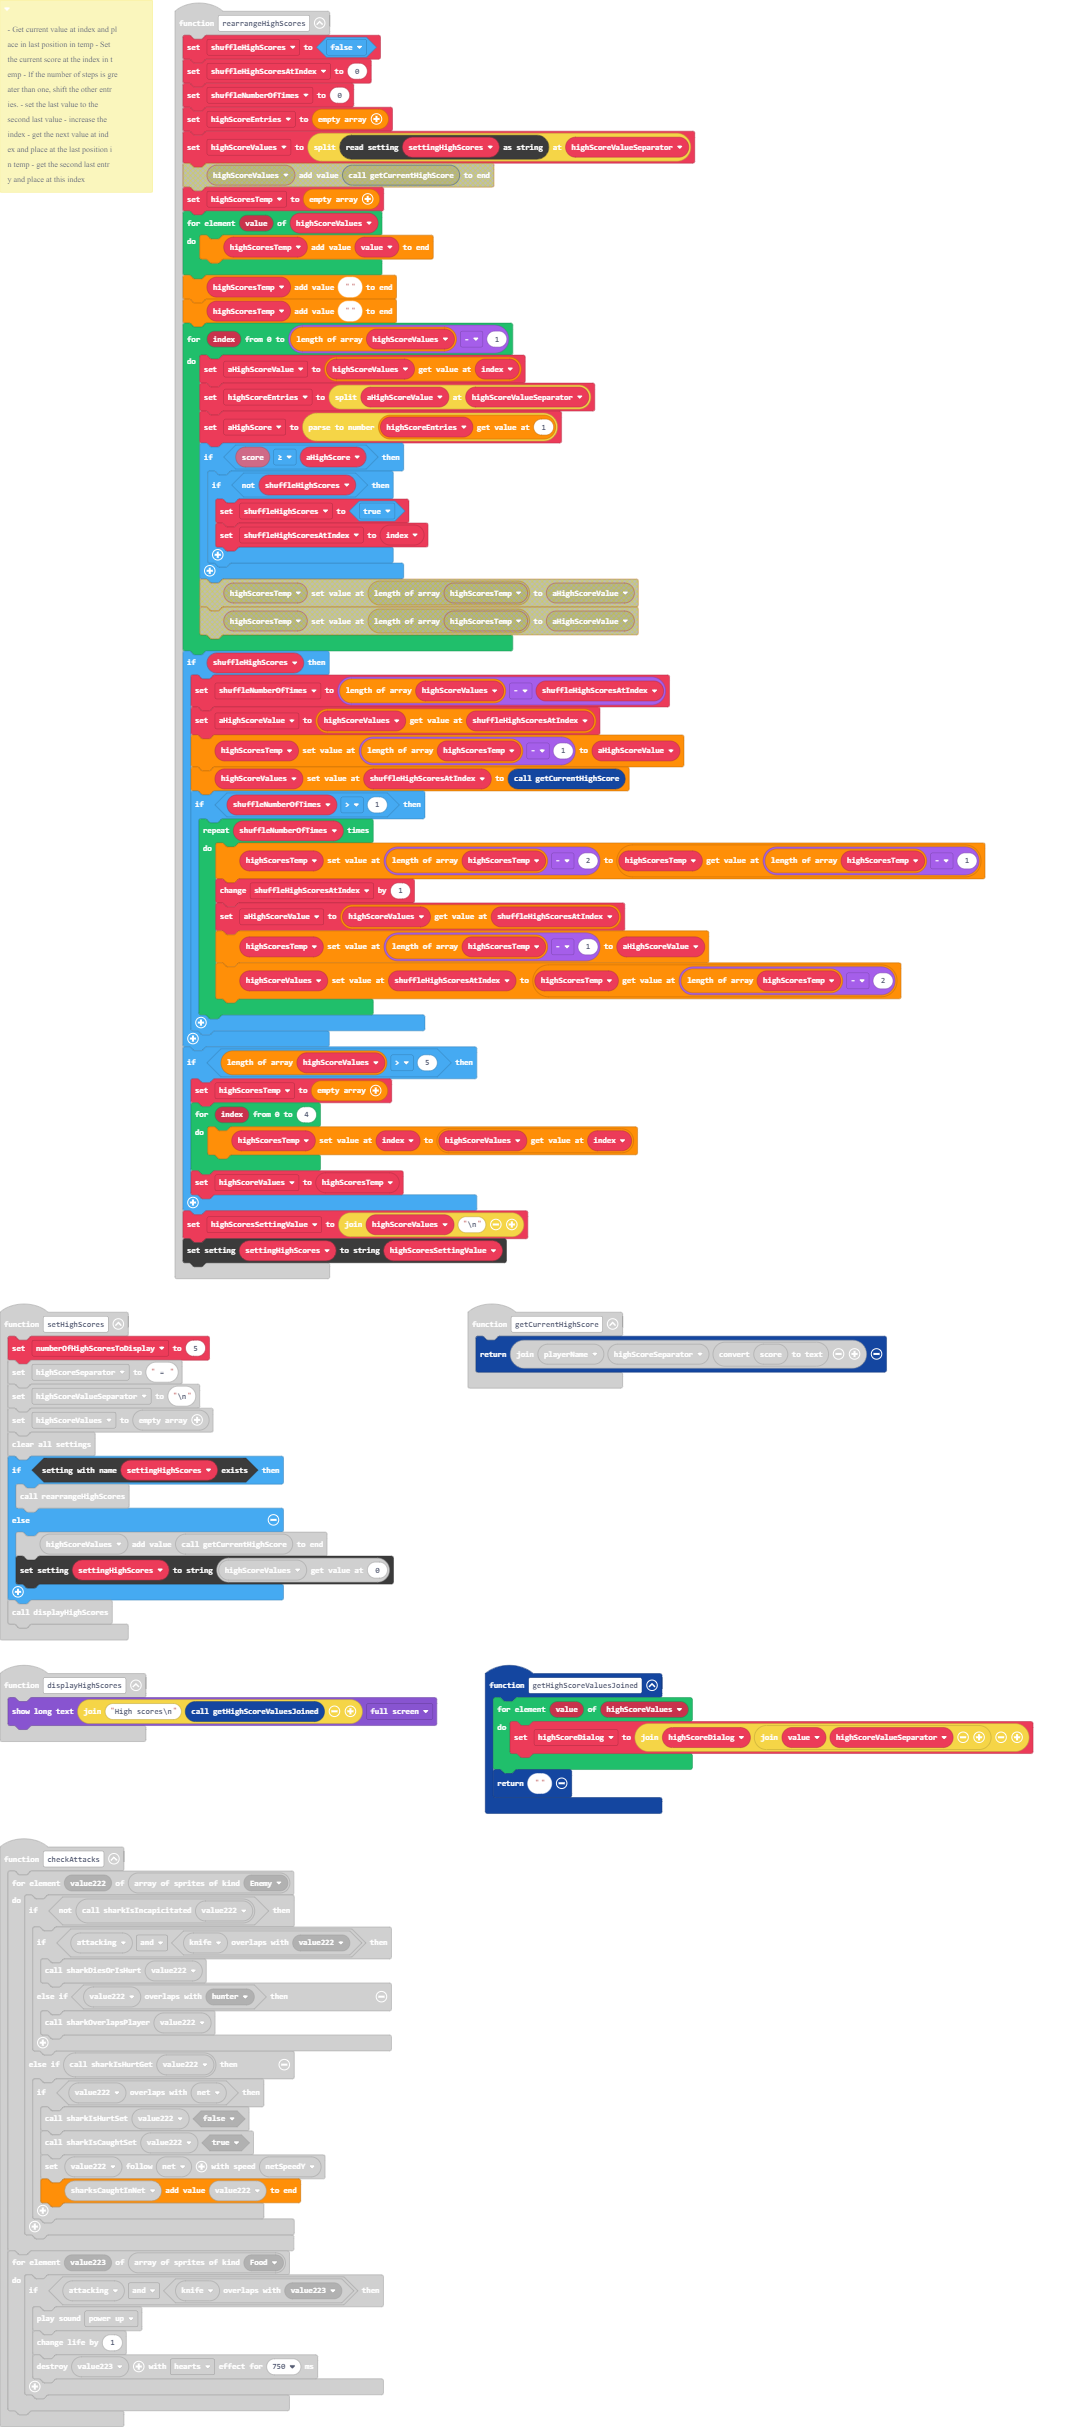 - Get current value at index and pl
ace in last position in temp - Set
the current score at the index in t
emp - If the number of steps is gre
ater than one, shift the other entr
ies. - set the last value to the
second last value - increase the
index - get the next value at ind
ex and place at the last position i
n temp - get the second last entr
y and place at this index
function rearrangeHighScores
set shuffleHighScores to false
set shuffleHighScoresAtIndex to 0
set shuffleNumberOfTimes to 0
set highScoreEntries to empty array
set highScoreValues to split read setting settingHighScores as string at highScoreValueSeparator
highScoreValues add value call getCurrentHighScore to end
set highScoresTemp to empty array
for element value of highScoreValues
do highScoresTemp add value value to end
highScoresTemp add value "" to end
highScoresTemp add value "" to end
for index from 0 to length of array highScoreValues - 1
do set aHighScoreValue to highScoreValues get value at index
set highScoreEntries to split aHighScoreValue at highScoreValueSeparator
set aHighScore to parse to number highScoreEntries get value at 1
if score ≥ aHighScore then
if not shuffleHighScores then
set shuffleHighScores to true
set shuffleHighScoresAtIndex to index
highScoresTemp set value at length of array highScoresTemp to aHighScoreValue
highScoresTemp set value at length of array highScoresTemp to aHighScoreValue
if shuffleHighScores then
set shuffleNumberOfTimes to length of array highScoreValues - shuffleHighScoresAtIndex
set aHighScoreValue to highScoreValues get value at shuffleHighScoresAtIndex
highScoresTemp set value at length of array highScoresTemp - 1 to aHighScoreValue
highScoreValues set value at shuffleHighScoresAtIndex to call getCurrentHighScore
if shuffleNumberOfTimes > 1 then
repeat shuffleNumberOfTimes times
do highScoresTemp set value at length of array highScoresTemp - 2 to highScoresTemp get value at length of array highScoresTemp - 1
change shuffleHighScoresAtIndex by 1
set aHighScoreValue to highScoreValues get value at shuffleHighScoresAtIndex
highScoresTemp set value at length of array highScoresTemp - 1 to aHighScoreValue
highScoreValues set value at shuffleHighScoresAtIndex to highScoresTemp get value at length of array highScoresTemp - 2
if length of array highScoreValues > 5 then
set highScoresTemp to empty array
for index from 0 to 4
do highScoresTemp set value at index to highScoreValues get value at index
set highScoreValues to highScoresTemp
set highScoresSettingValue to join highScoreValues "\n"
set setting settingHighScores to string highScoresSettingValue
function setHighScores
set numberOfHighScoresToDisplay to 5
set highScoreSeparator to " - "
set highScoreValueSeparator to "\n"
set highScoreValues to empty array
clear all settings
if setting with name settingHighScores exists then
call rearrangeHighScores
else
highScoreValues add value call getCurrentHighScore to end
set setting settingHighScores to string highScoreValues get value at 0
call displayHighScores
function getCurrentHighScore
return join playerName highScoreSeparator convert score to text
function displayHighScores
show long text join "High scores\n" call getHighScoreValuesJoined full screen
function getHighScoreValuesJoined
for element value of highScoreValues
do set highScoreDialog to join highScoreDialog join value highScoreValueSeparator
return ""
function checkAttacks
for element value222 of array of sprites of kind Enemy
do if not call sharkIsIncapicitated value222 then
if attacking and knife overlaps with value222 then
call sharkDiesOrIsHurt value222
else if value222 overlaps with hunter then
call sharkOverlapsPlayer value222
else if call sharkIsHurtGet value222 then
if value222 overlaps with net then
call sharkIsHurtSet value222 false
call sharkIsCaughtSet value222 true
set value222 follow net with speed netSpeedY
sharksCaughtInNet add value value222 to end
for element value223 of array of sprites of kind Food
do if attacking and knife overlaps with value223 then
play sound power up
change life by 1
destroy value223 with hearts effect for 750 ms